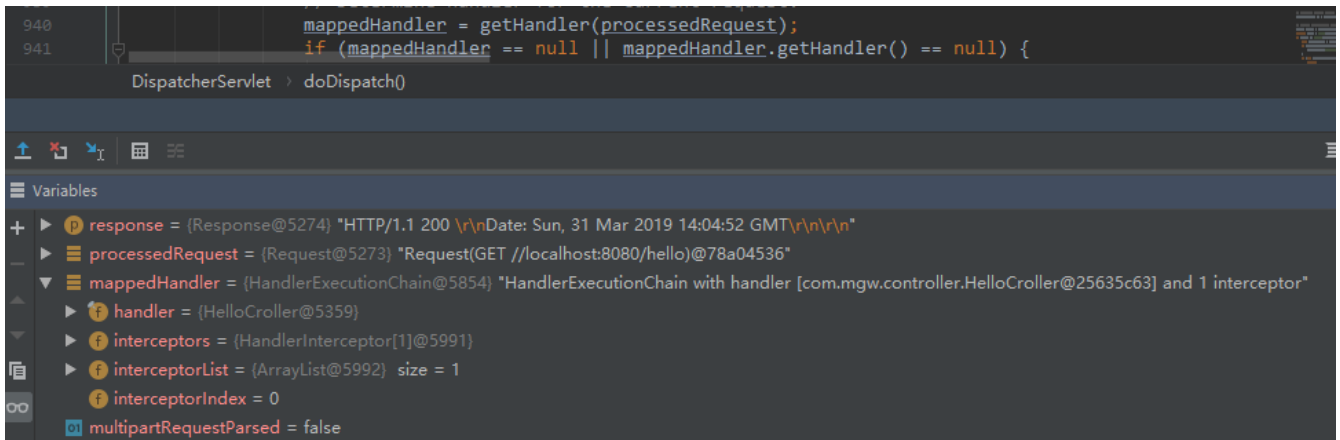 940 mappedHandler = getHandler(processedRequest);
941 if (mappedHandler == null || mappedHandler.getHandler() == null) {
DispatcherServlet › doDispatch()
Variables
response = {Response@5274} "HTTP/1.1 200 \r\nDate: Sun, 31 Mar 2019 14:04:52 GMT\r\n\r\n"
processedRequest = {Request@5273} "Request(GET //localhost:8080/hello)@78a04536"
mappedHandler = {HandlerExecutionChain@5854} "HandlerExecutionChain with handler [com.mgw.controller.HelloCroller@25635c63] and 1 interceptor"
handler = {HelloCroller@5359}
interceptors = {HandlerInterceptor[1]@5991}
interceptorList = {ArrayList@5992} size = 1
interceptorIndex = 0
multipartRequestParsed = false